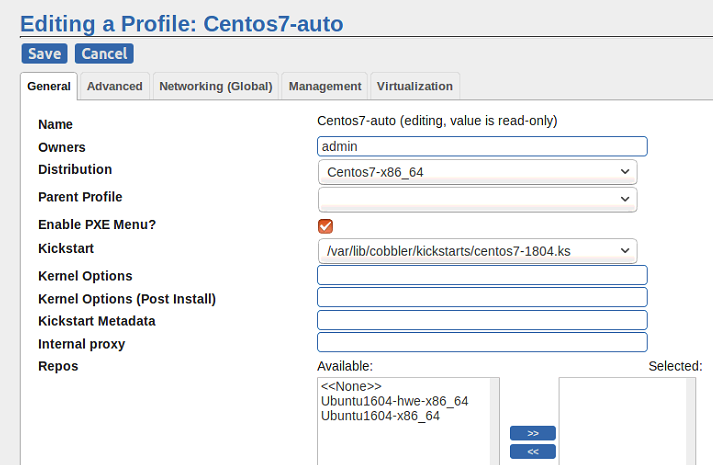 Editing a Profile: Centos7-auto
Save Cancel
General Advanced Networking (Global) Management Virtualization
Name Centos7-auto (editing, value is read-only)
Owners admin
Distribution Centos7-x86_64
Parent Profile
Enable PXE Menu?
Kickstart /var/lib/cobbler/kickstarts/centos7-1804.ks
Kernel Options
Kernel Options (Post Install)
Kickstart Metadata
Internal proxy
Repos Available: Selected:
<<None>>
Ubuntu1604-hwe-x86_64
Ubuntu1604-x86_64
>>
<<